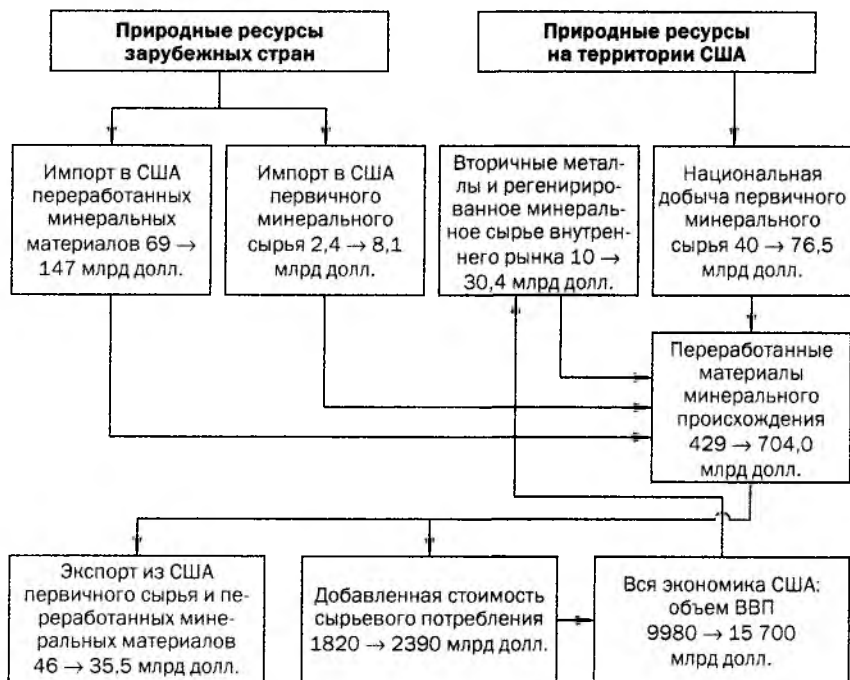 Природные ресурсы
зарубежных стран
Природные ресурсы
на территории США
Импорт в США
переработанных
минеральных
материалов 69 →
147 млрд долл.
Импорт в США
первичного
минерального
сырья 2,4 → 8,1
млрд долл.
Вторичные метал-
лы и регенириро-
ванное минераль-
ное сырье внутрен-
него рынка 10 →
30,4 млрд долл.
Национальная
добыча первичного
минерального
сырья 40 → 76,5
млрд долл.
Переработанные
материалы
минерального
происхождения
429 → 704,0
млрд долл.
Экспорт из США
первичного сырья и пе-
реработанных мине-
ральных материалов
46 → 35,5 млрд долл.
Добавленная стоимость
сырьевого потребления
1820 → 2390 млрд долл.
Вся экономика США:
объем ВВП
9980 → 15 700
млрд долл.